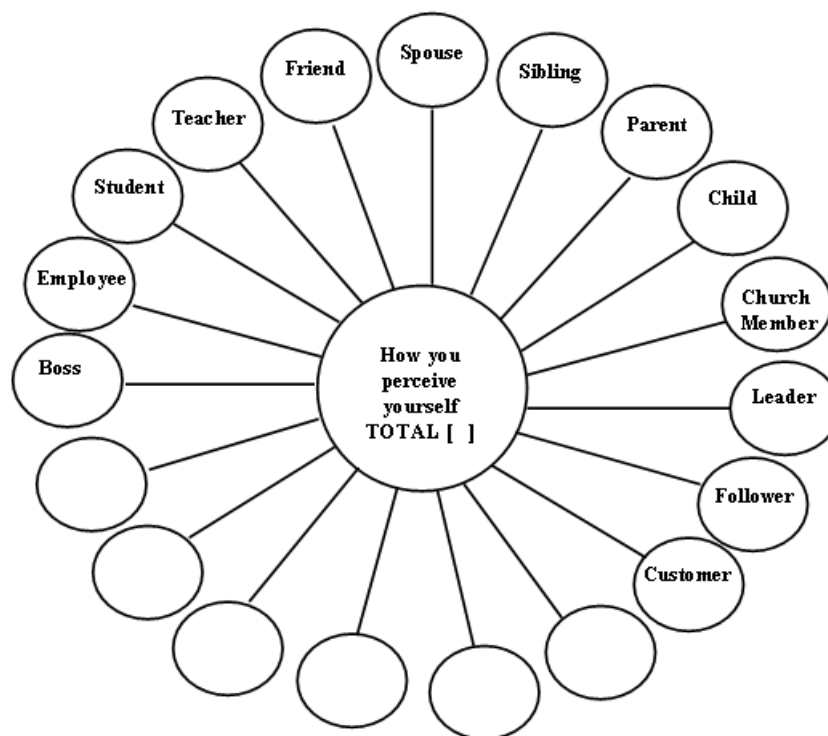 Spouse
Friend
Sibling
Teacher
Parent
Student
Child
Employee
Church
Member
Boss
How you
perceive
yourself
TOTAL [ ]
Leader
Follower
Customer